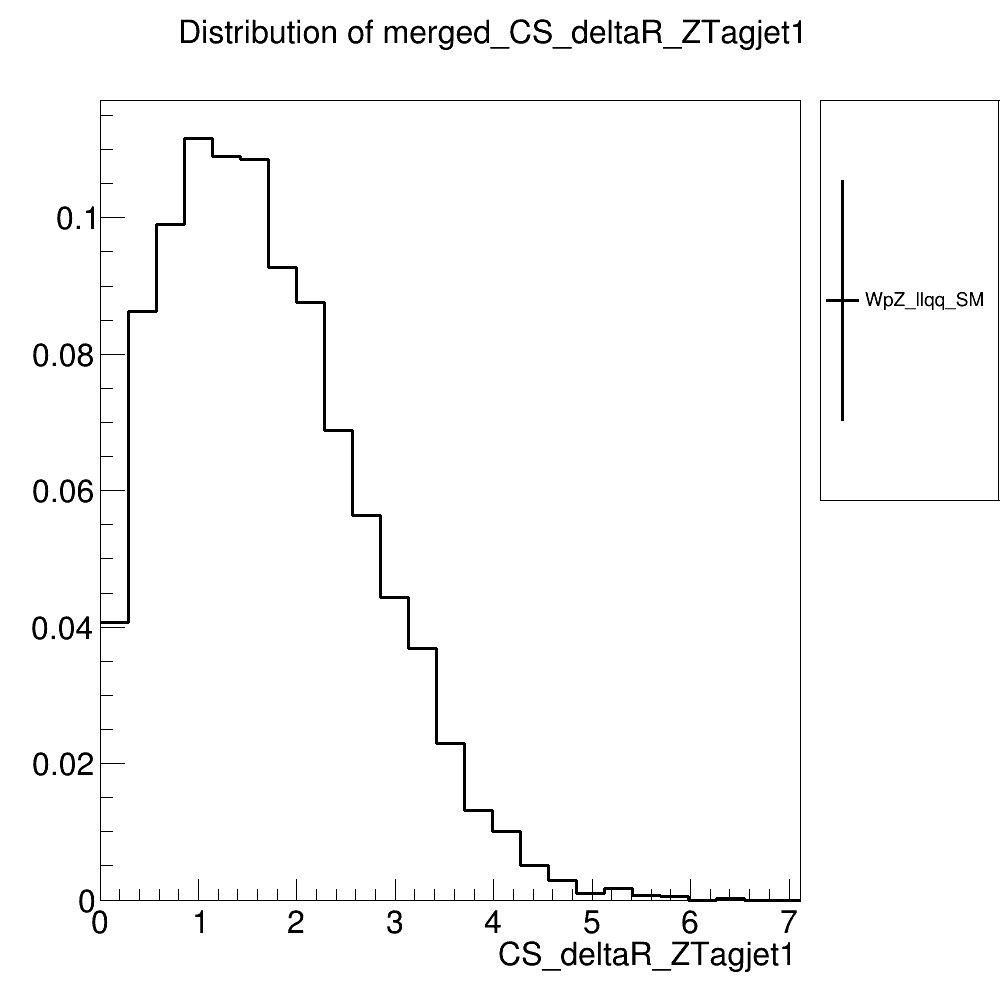 Distribution of merged_CS_deltaR_ZTagjet1
0.1
0.08
0.06
0.04
0.02
0
0 1 2 3 4 5 6 7
CS_deltaR_ZTagjet1
WpZ_llqq_SM